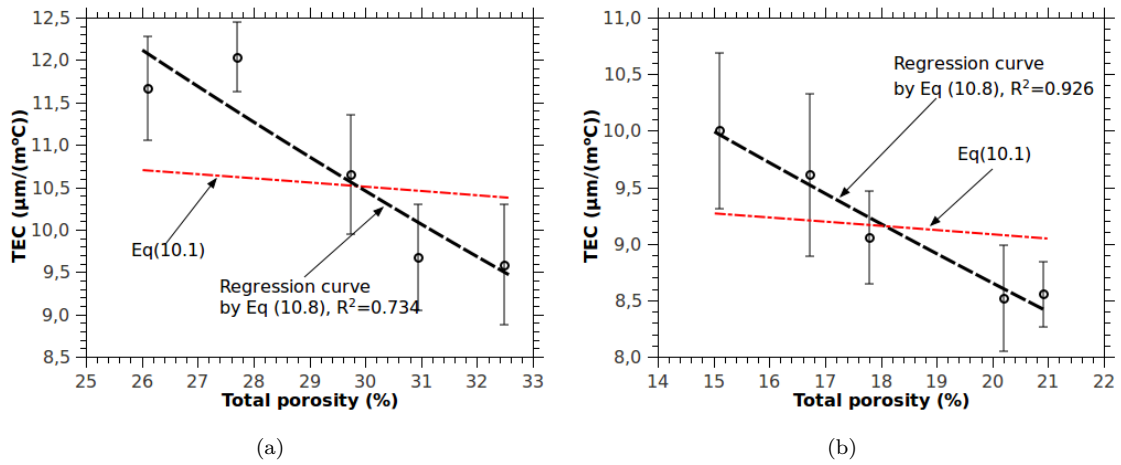 12,5
12,0
11,5
11,0
10,5
10,0
9,5
9,0
8,5
TEC (μm/(m°C))
Eq(10.1)
Regression curve
by Eq (10.8), R²=0.734
25 26 27 28 29 30 31 32 33
Total porosity (%)
(a)
11,0
10,5
10,0
9,5
9,0
8,5
8,0
TEC (μm/(m°C))
Regression curve
by Eq (10.8), R²=0.926
Eq(10.1)
14 15 16 17 18 19 20 21 22
Total porosity (%)
(b)